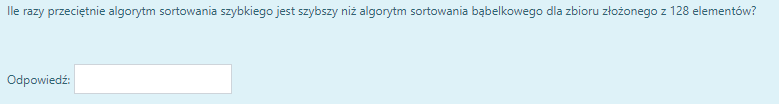 Ile razy przeciętnie algorytm sortowania szybkiego jest szybszy niż algorytm sortowania bąbelkowego dla zbioru złożonego z 128 elementów?
Odpowiedź: